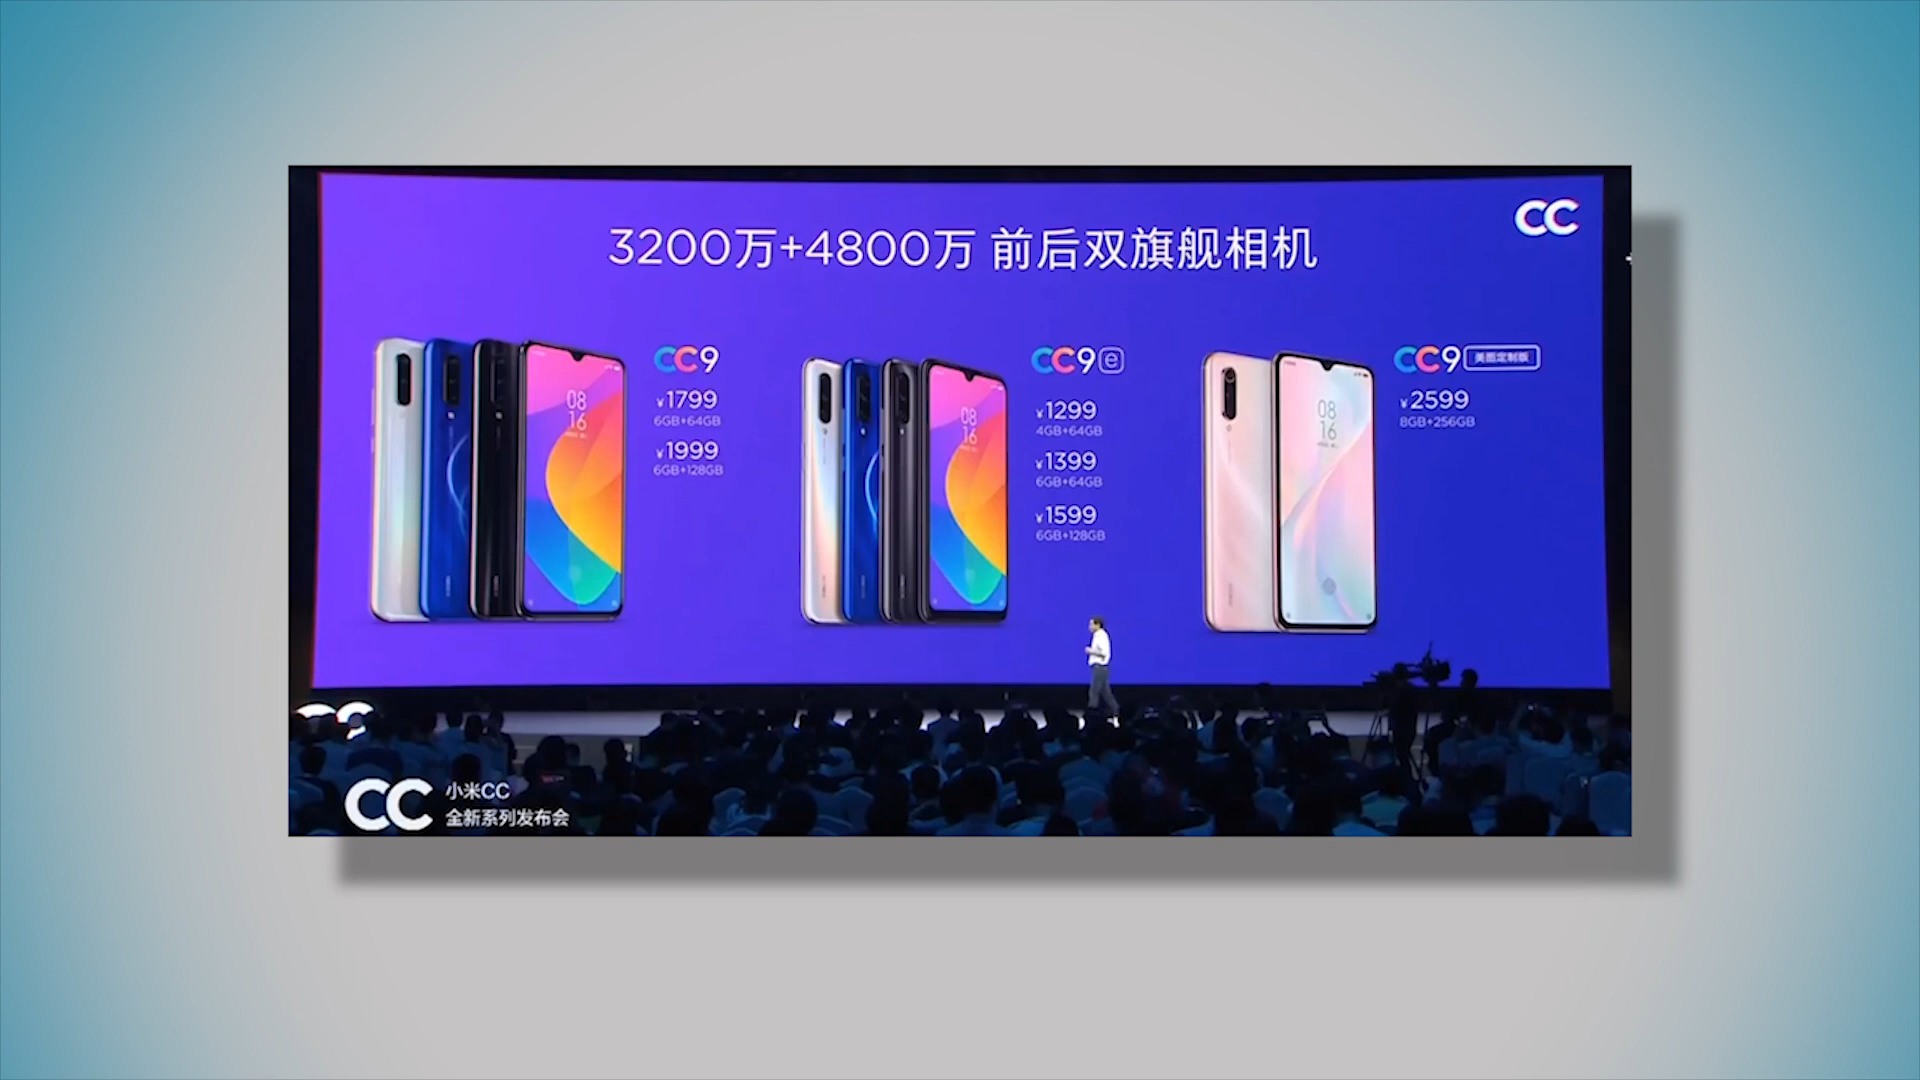 CC
3200万+4800万 前后双旗舰相机
CC9
¥1799
6GB+64GB
¥1999
6GB+128GB
CC9 e
¥1299
4GB+64GB
¥1399
6GB+64GB
¥1599
6GB+128GB
CC9 美图定制版
¥2599
8GB+256GB
08
16
08
16
08
16
CC 小米CC
全新系列发布会